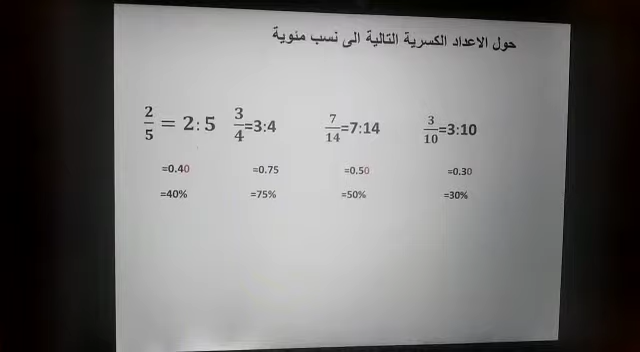 حول الاعداد الكسرية التالية الى نسب مئوية
2/5 = 2:5 3/4=3:4 7/14=7:14 3/10=3:10
=0.40 =0.75 =0.50 =0.30
=40% =75% =50% =30%